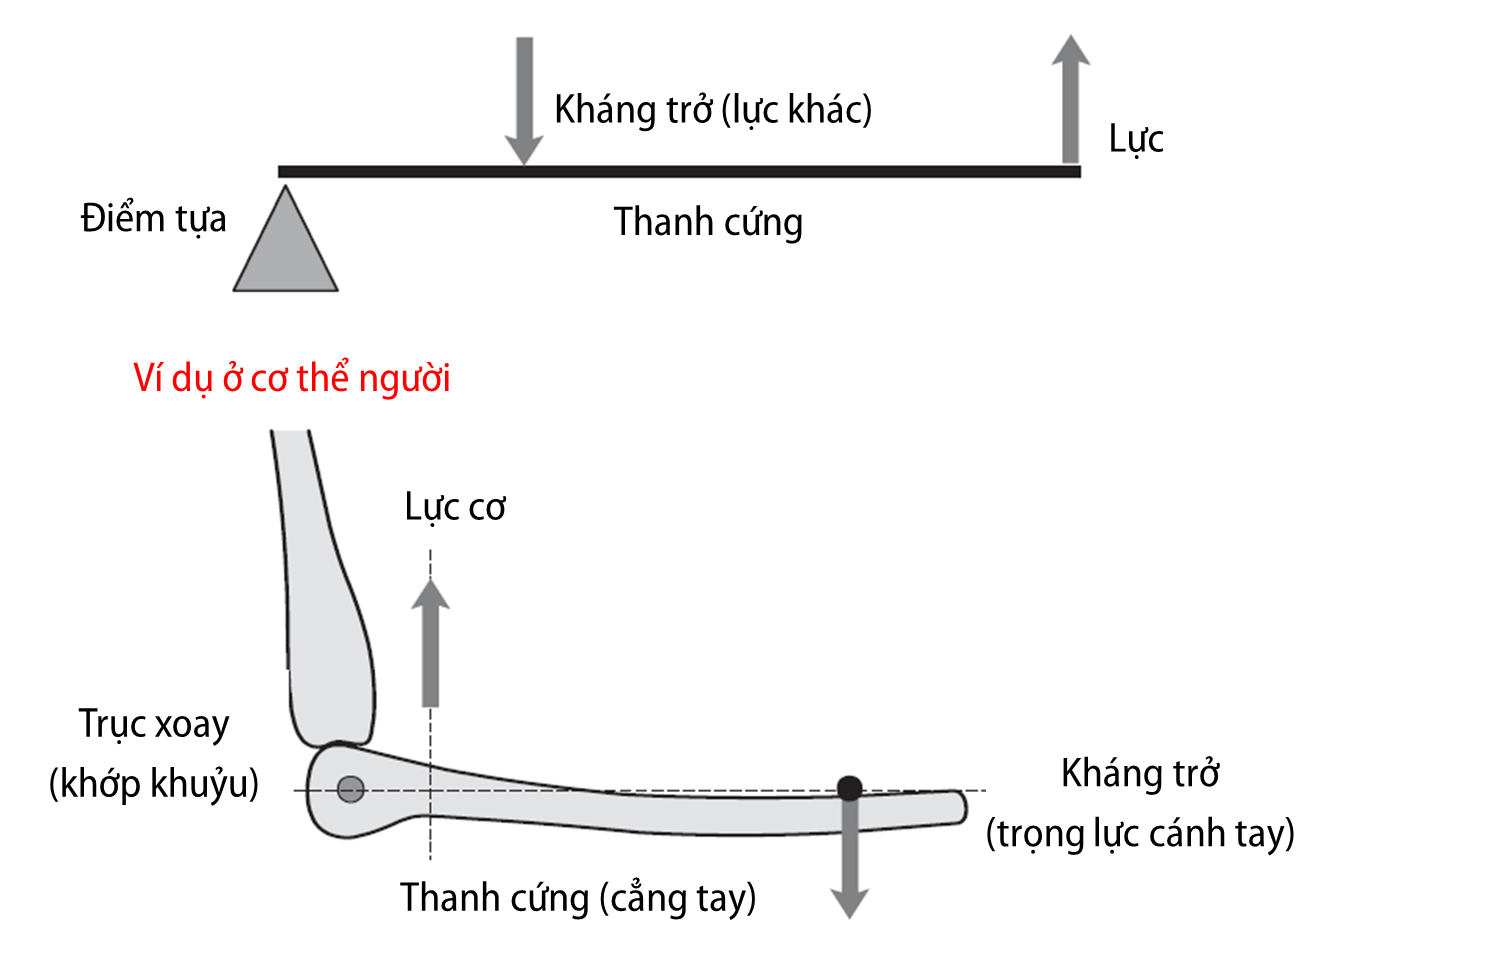 Kháng trở (lực khác)
Lực
Điểm tựa
Thanh cứng
Ví dụ ở cơ thể người
Lực cơ
Trục xoay
(khớp khuỷu)
Kháng trở
(trọng lực cánh tay)
Thanh cứng (cẳng tay)